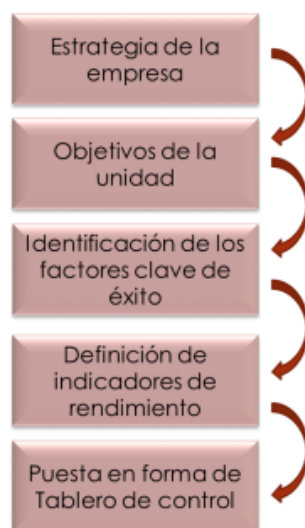 Estrategia de la
empresa
Objetivos de la
unidad
Identificación de los
factores clave de
éxito
Definición de
indicadores de
rendimiento
Puesta en forma de
Tablero de control